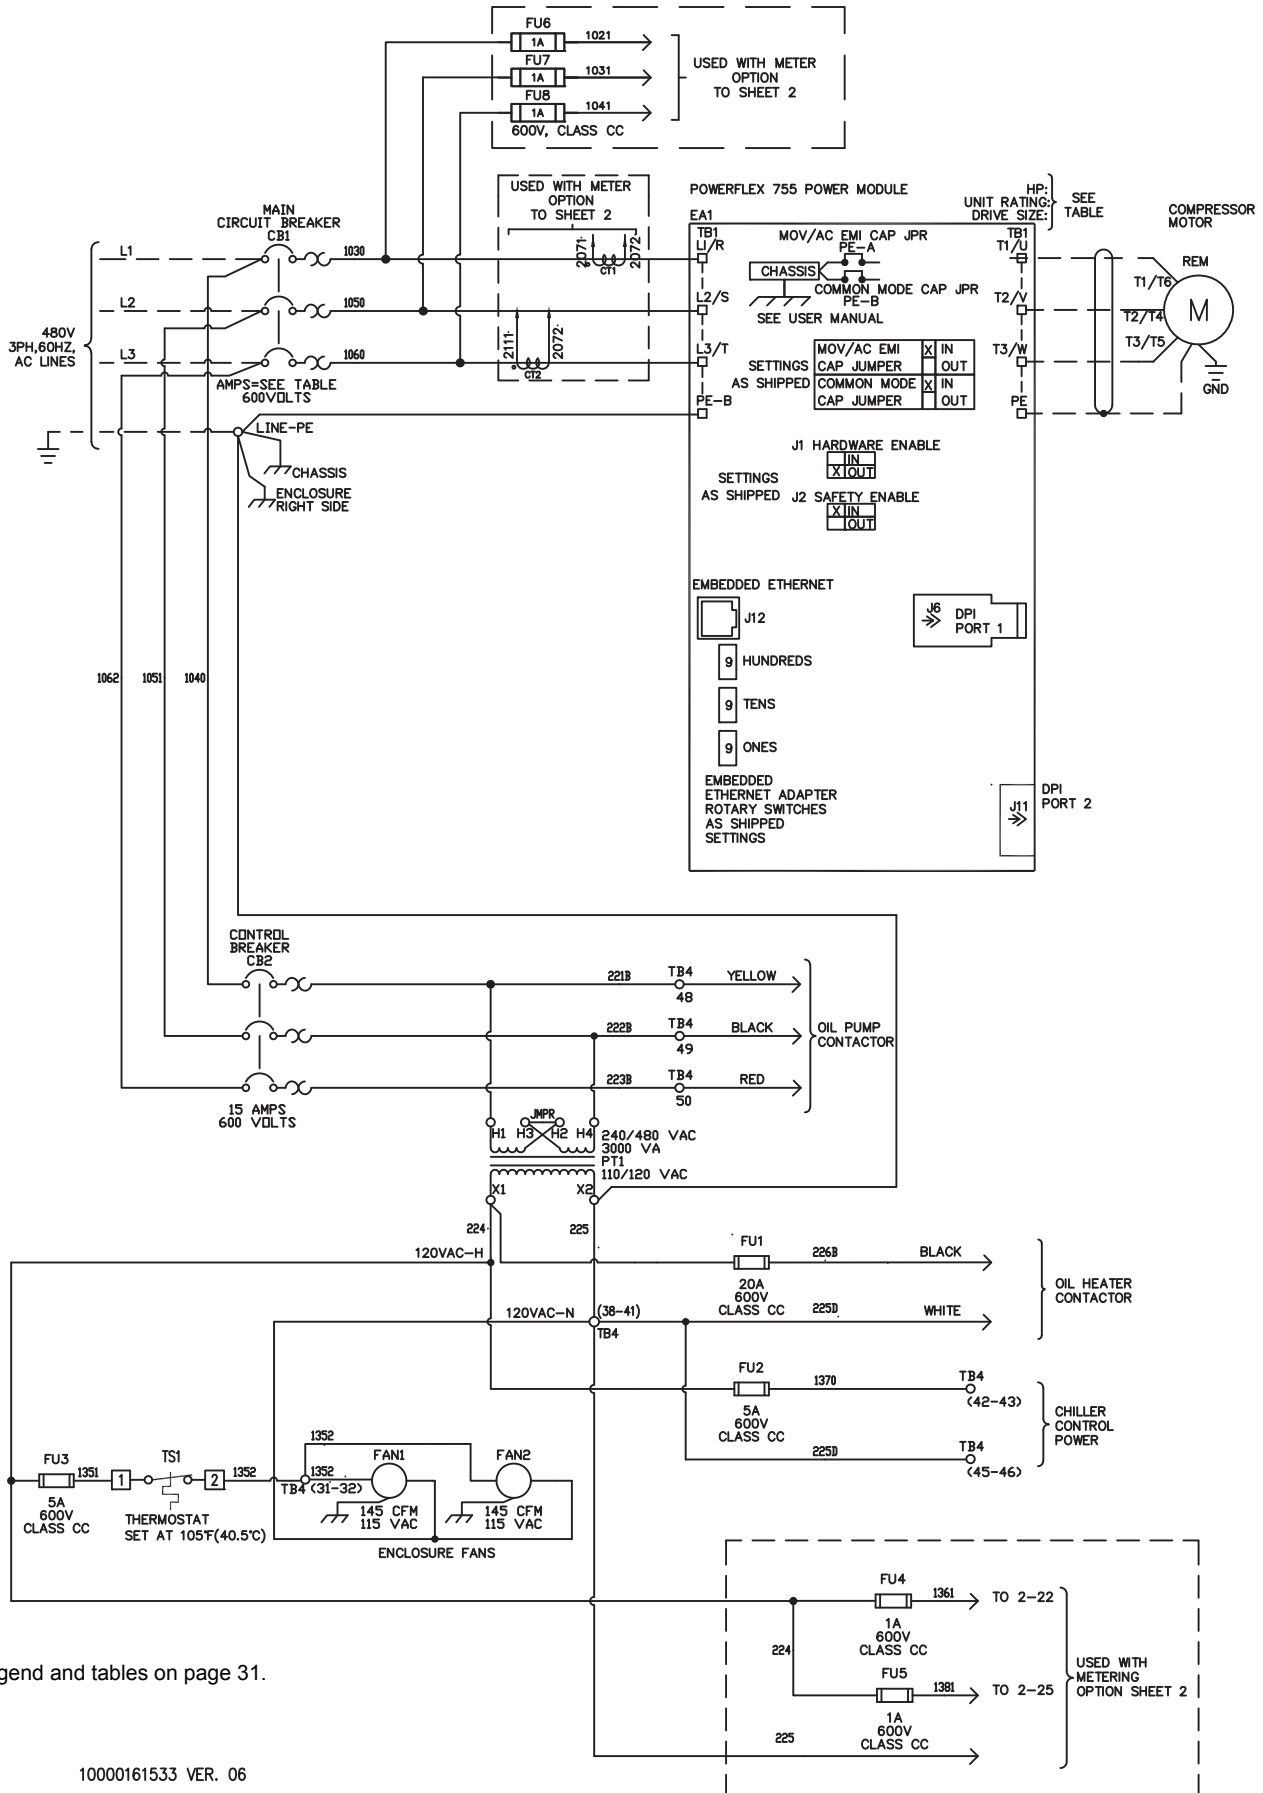 FU6
1A
1021
FU7
1A
1031
FU8
1A
1041
600V, CLASS CC
USED WITH METER
OPTION
TO SHEET 2
USED WITH METER
OPTION
TO SHEET 2
2071
2072
CT1
2111
2072
CT2
MAIN
CIRCUIT BREAKER
CB1
L1
1030
L2
1050
L3
1060
480V
3PH,60HZ,
AC LINES
AMPS=SEE TABLE
600VOLTS
LINE-PE
CHASSIS
ENCLOSURE
RIGHT SIDE
POWERFLEX 755 POWER MODULE
HP:
UNIT RATING:
DRIVE SIZE:
SEE
TABLE
EA1
TB1
L1/R
L2/S
L3/T
PE-B
MOV/AC EMI CAP JPR
PE-A
CHASSIS
COMMON MODE CAP JPR
PE-B
SEE USER MANUAL
SETTINGS
AS SHIPPED
MOV/AC EMI X IN
CAP JUMPER OUT
COMMON MODE X IN
CAP JUMPER OUT
TB1
T1/U
T2/V
T3/W
PE
COMPRESSOR
MOTOR
REM
T1/T6
T2/T4
T3/T5
M
GND
J1 HARDWARE ENABLE
IN
X OUT
SETTINGS
AS SHIPPED
J2 SAFETY ENABLE
X IN
OUT
EMBEDDED ETHERNET
J12
9 HUNDREDS
9 TENS
9 ONES
EMBEDDED
ETHERNET ADAPTER
ROTARY SWITCHES
AS SHIPPED
SETTINGS
J6
DPI
PORT 1
J11
DPI
PORT 2
1062
1051
1040
CONTROL
BREAKER
CB2
15 AMPS
600 VOLTS
221B
TB4
48
YELLOW
222B
TB4
49
BLACK
223B
TB4
50
RED
OIL PUMP
CONTACTOR
JMPR
H1 H3 H2 H4
240/480 VAC
3000 VA
PT1
110/120 VAC
X1
X2
224
225
120VAC-H
FU1
20A
600V
CLASS CC
226B
BLACK
120VAC-N
(38-41)
TB4
225D
WHITE
OIL HEATER
CONTACTOR
FU2
5A
600V
CLASS CC
1370
TB4
(42-43)
225D
TB4
(45-46)
CHILLER
CONTROL
POWER
FU3
5A
600V
CLASS CC
1351
1
TS1
2
1352
THERMOSTAT
SET AT 105°F(40.5°C)
1352
1352
TB4 (31-32)
FAN1
145 CFM
115 VAC
FAN2
145 CFM
115 VAC
ENCLOSURE FANS
FU4
1A
600V
CLASS CC
1361
TO 2-22
224
FU5
1A
600V
CLASS CC
1381
TO 2-25
225
USED WITH
METERING
OPTION SHEET 2
gend and tables on page 31.
10000161533 VER. 06